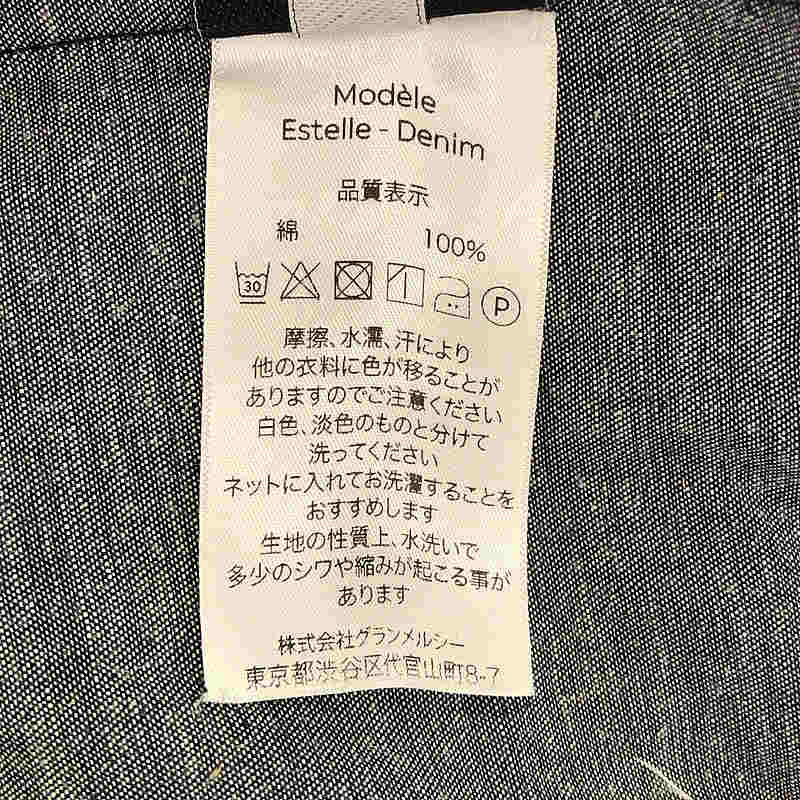 Modèle
Estelle - Denim
品質表示
綿 100%
30 P
摩擦、水濡、汗により
他の衣料に色が移ることが
ありますのでご注意ください
白色、淡色のものと分けて
洗ってください
ネットに入れてお洗濯することを
おすすめします
生地の性質上、水洗いで
多少のシワや縮みが起こる事が
あります
株式会社グランメルシー
東京都渋谷区代官山町8-7